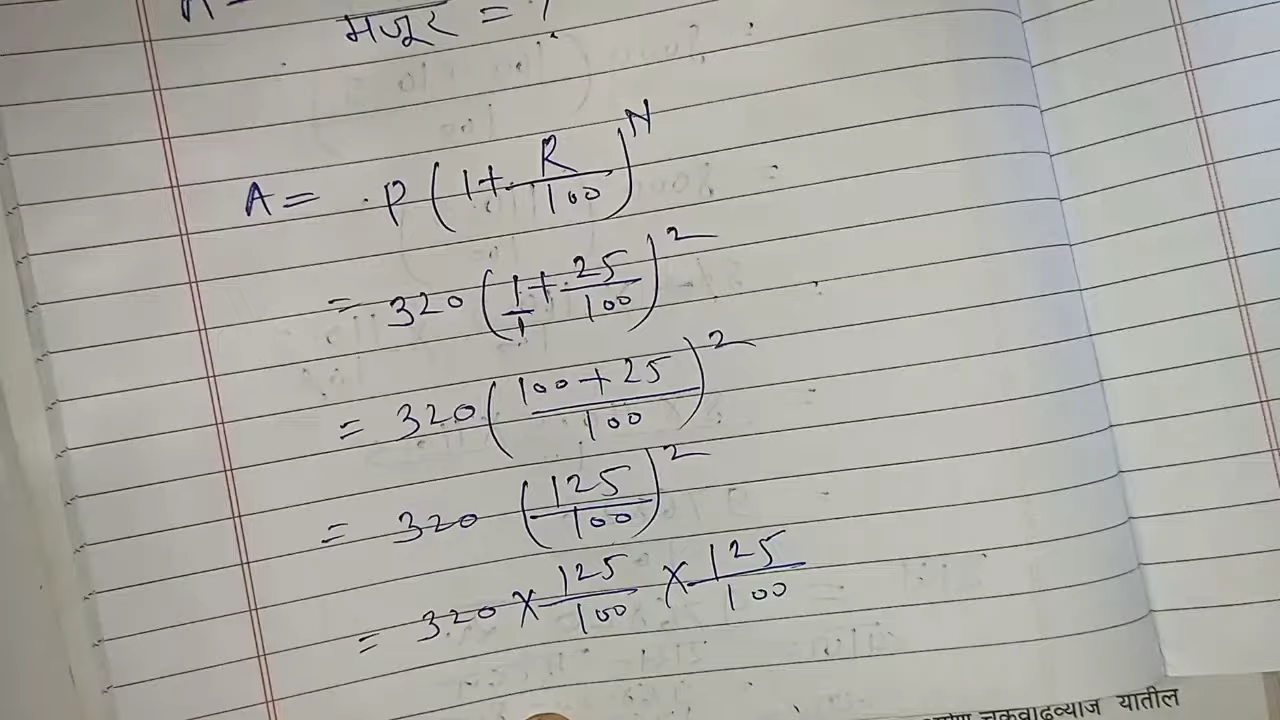 मजूर = ?
A = P (1 + R/100)^N
= 320 (1/1 + 25/100)^2
= 320 (100 + 25/100)^2
= 320 (125/100)^2
= 320 × 125/100 × 125/100
चक्रवाढव्याज यातील